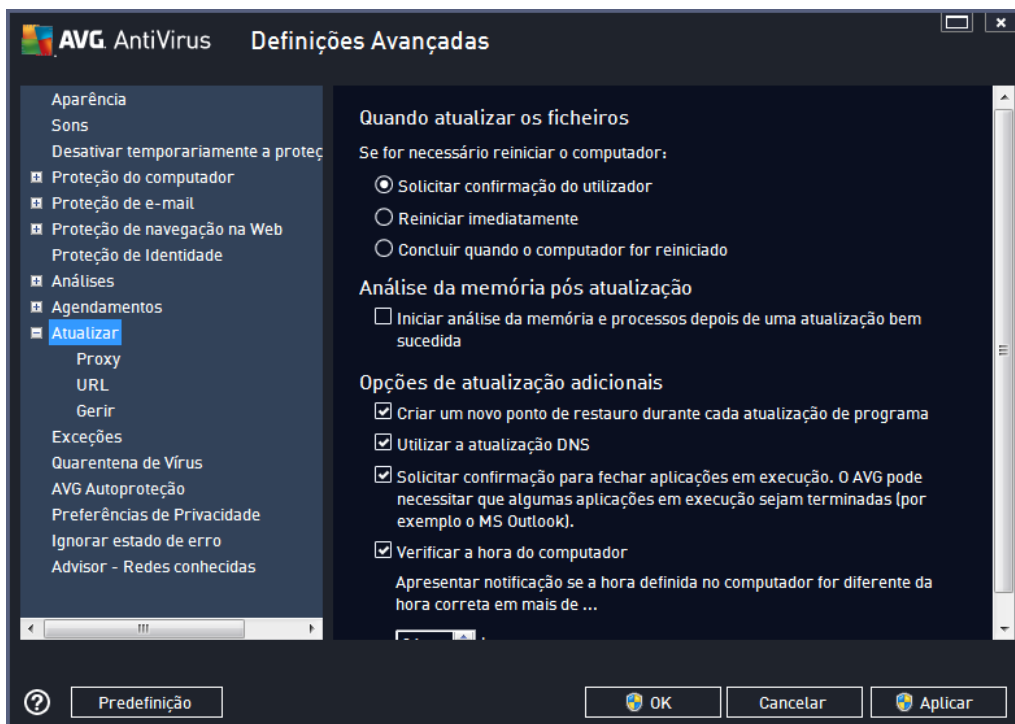 AVG AntiVirus Definições Avançadas
Aparência
Sons
Desativar temporariamente a proteç
Proteção do computador
Proteção de e-mail
Proteção de navegação na Web
Proteção de Identidade
Análises
Agendamentos
Atualizar
Proxy
URL
Gerir
Exceções
Quarentena de Vírus
AVG Autoproteção
Preferências de Privacidade
Ignorar estado de erro
Advisor - Redes conhecidas
Quando atualizar os ficheiros
Se for necessário reiniciar o computador:
Solicitar confirmação do utilizador
Reiniciar imediatamente
Concluir quando o computador for reiniciado
Análise da memória pós atualização
Iniciar análise da memória e processos depois de uma atualização bem
sucedida
Opções de atualização adicionais
Criar um novo ponto de restauro durante cada atualização de programa
Utilizar a atualização DNS
Solicitar confirmação para fechar aplicações em execução. O AVG pode
necessitar que algumas aplicações em execução sejam terminadas (por
exemplo o MS Outlook).
Verificar a hora do computador
Apresentar notificação se a hora definida no computador for diferente da
hora correta em mais de ...
Predefinição
OK
Cancelar
Aplicar